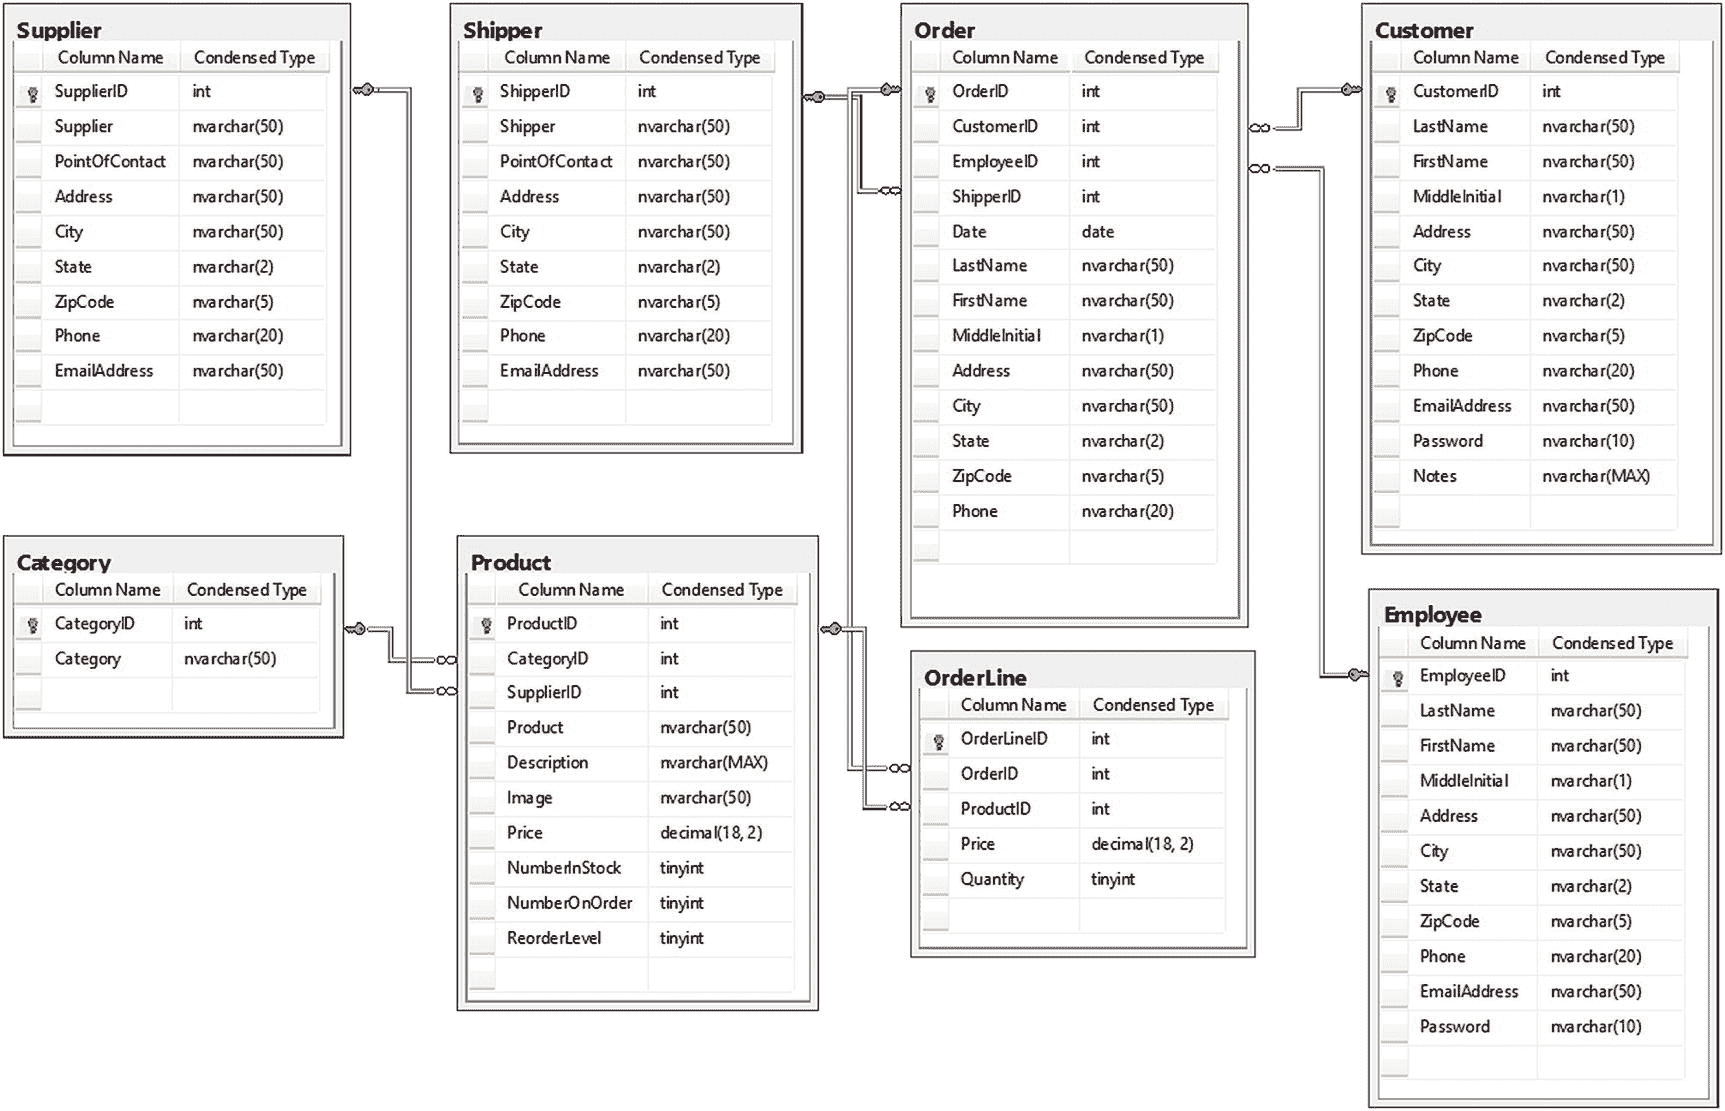 Supplier
Column Name Condensed Type
SupplierID int
Supplier nvarchar(50)
PointOfContact nvarchar(50)
Address nvarchar(50)
City nvarchar(50)
State nvarchar(2)
ZipCode nvarchar(5)
Phone nvarchar(20)
EmailAddress nvarchar(50)
Shipper
Column Name Condensed Type
ShipperID int
Shipper nvarchar(50)
PointOfContact nvarchar(50)
Address nvarchar(50)
City nvarchar(50)
State nvarchar(2)
ZipCode nvarchar(5)
Phone nvarchar(20)
EmailAddress nvarchar(50)
Order
Column Name Condensed Type
OrderID int
CustomerID int
EmployeeID int
ShipperID int
Date date
LastName nvarchar(50)
FirstName nvarchar(50)
MiddleInitial nvarchar(1)
Address nvarchar(50)
City nvarchar(50)
State nvarchar(2)
ZipCode nvarchar(5)
Phone nvarchar(20)
Customer
Column Name Condensed Type
CustomerID int
LastName nvarchar(50)
FirstName nvarchar(50)
MiddleInitial nvarchar(1)
Address nvarchar(50)
City nvarchar(50)
State nvarchar(2)
ZipCode nvarchar(5)
Phone nvarchar(20)
EmailAddress nvarchar(50)
Password nvarchar(10)
Notes nvarchar(MAX)
Category
Column Name Condensed Type
CategoryID int
Category nvarchar(50)
Product
Column Name Condensed Type
ProductID int
CategoryID int
SupplierID int
Product nvarchar(50)
Description nvarchar(MAX)
Image nvarchar(50)
Price decimal(18, 2)
NumberInStock tinyint
NumberOnOrder tinyint
ReorderLevel tinyint
OrderLine
Column Name Condensed Type
OrderLineID int
OrderID int
ProductID int
Price decimal(18, 2)
Quantity tinyint
Employee
Column Name Condensed Type
EmployeeID int
LastName nvarchar(50)
FirstName nvarchar(50)
MiddleInitial nvarchar(1)
Address nvarchar(50)
City nvarchar(50)
State nvarchar(2)
ZipCode nvarchar(5)
Phone nvarchar(20)
EmailAddress nvarchar(50)
Password nvarchar(10)